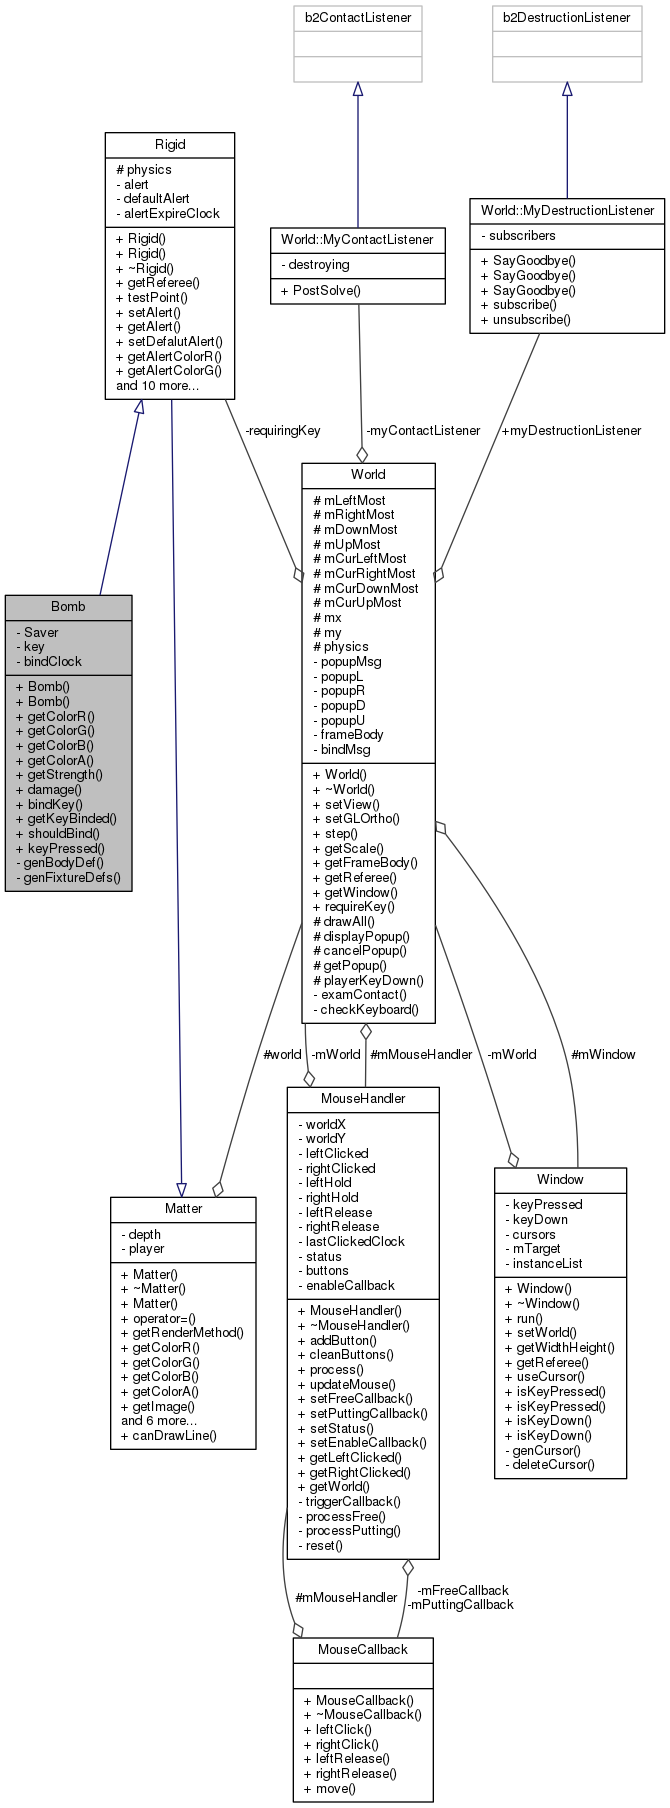 b2ContactListener
b2DestructionListener
Rigid
# physics
- alert
- defaultAlert
- alertExpireClock
+ Rigid()
+ Rigid()
+ ~Rigid()
+ getReferee()
+ testPoint()
+ setAlert()
+ getAlert()
+ setDefalutAlert()
+ getAlertColorR()
+ getAlertColorG()
and 10 more...
World::MyContactListener
- destroying
+ PostSolve()
World::MyDestructionListener
- subscribers
+ SayGoodbye()
+ SayGoodbye()
+ SayGoodbye()
+ subscribe()
+ unsubscribe()
-requiringKey
-myContactListener
+myDestructionListener
World
# mLeftMost
# mRightMost
# mDownMost
# mUpMost
# mCurLeftMost
# mCurRightMost
# mCurDownMost
# mCurUpMost
# mx
# my
# physics
- popupMsg
- popupL
- popupR
- popupD
- popupU
- frameBody
- bindMsg
+ World()
+ ~World()
+ setView()
+ setGLOrtho()
+ step()
+ getScale()
+ getFrameBody()
+ getReferee()
+ getWindow()
+ requireKey()
# drawAll()
# displayPopup()
# cancelPopup()
# getPopup()
# playerKeyDown()
- examContact()
- checkKeyboard()
Bomb
- Saver
- key
- bindClock
+ Bomb()
+ Bomb()
+ getColorR()
+ getColorG()
+ getColorB()
+ getColorA()
+ getStrength()
+ damage()
+ bindKey()
+ getKeyBinded()
+ shouldBind()
+ keyPressed()
- genBodyDef()
- genFixtureDefs()
#world
-mWorld
#mMouseHandler
-mWorld
#mWindow
MouseHandler
- worldX
- worldY
- leftClicked
- rightClicked
- leftHold
- rightHold
- leftRelease
- rightRelease
- lastClickedClock
- status
- buttons
- enableCallback
+ MouseHandler()
+ ~MouseHandler()
+ addButton()
+ cleanButtons()
+ process()
+ updateMouse()
+ setFreeCallback()
+ setPuttingCallback()
+ setStatus()
+ setEnableCallback()
+ getLeftClicked()
+ getRightClicked()
+ getWorld()
- triggerCallback()
- processFree()
- processPutting()
- reset()
Window
- keyPressed
- keyDown
- cursors
- mTarget
- instanceList
+ Window()
+ ~Window()
+ run()
+ setWorld()
+ getWidthHeight()
+ getReferee()
+ useCursor()
+ isKeyPressed()
+ isKeyPressed()
+ isKeyDown()
+ isKeyDown()
- genCursor()
- deleteCursor()
Matter
- depth
- player
+ Matter()
+ ~Matter()
+ Matter()
+ operator=()
+ getRenderMethod()
+ getColorR()
+ getColorG()
+ getColorB()
+ getColorA()
+ getImage()
and 6 more...
+ canDrawLine()
#mMouseHandler
-mFreeCallback
-mPuttingCallback
MouseCallback
+ MouseCallback()
+ ~MouseCallback()
+ leftClick()
+ rightClick()
+ leftRelease()
+ rightRelease()
+ move()